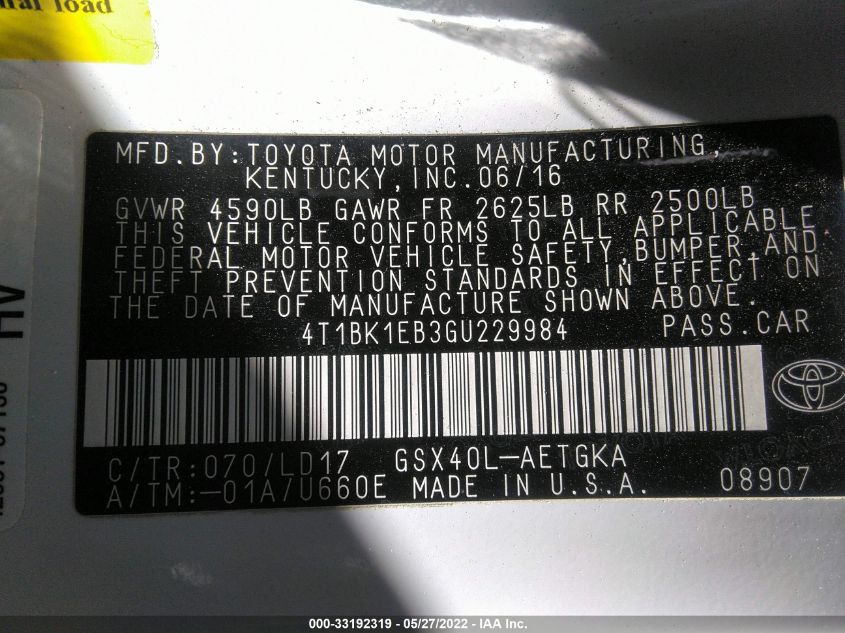 ral load
MFD.BY:TOYOTA MOTOR MANUFACTURING,
KENTUCKY,INC.06/16
GVWR 4590LB GAWR FR 2625LB RR 2500LB
THIS VEHICLE CONFORMS TO ALL APPLICABLE
FEDERAL MOTOR VEHICLE SAFETY,BUMPER,AND
THEFT PREVENTION STANDARDS IN EFFECT ON
THE DATE OF MANUFACTURE SHOWN ABOVE.
4T1BK1EB3GU229984 PASS.CAR
C/TR:070/LD17 GSX40L-AETGKA
A/TM:-01A/U660E MADE IN U.S.A. 08907
000-33192319 - 05/27/2022 - IAA Inc.